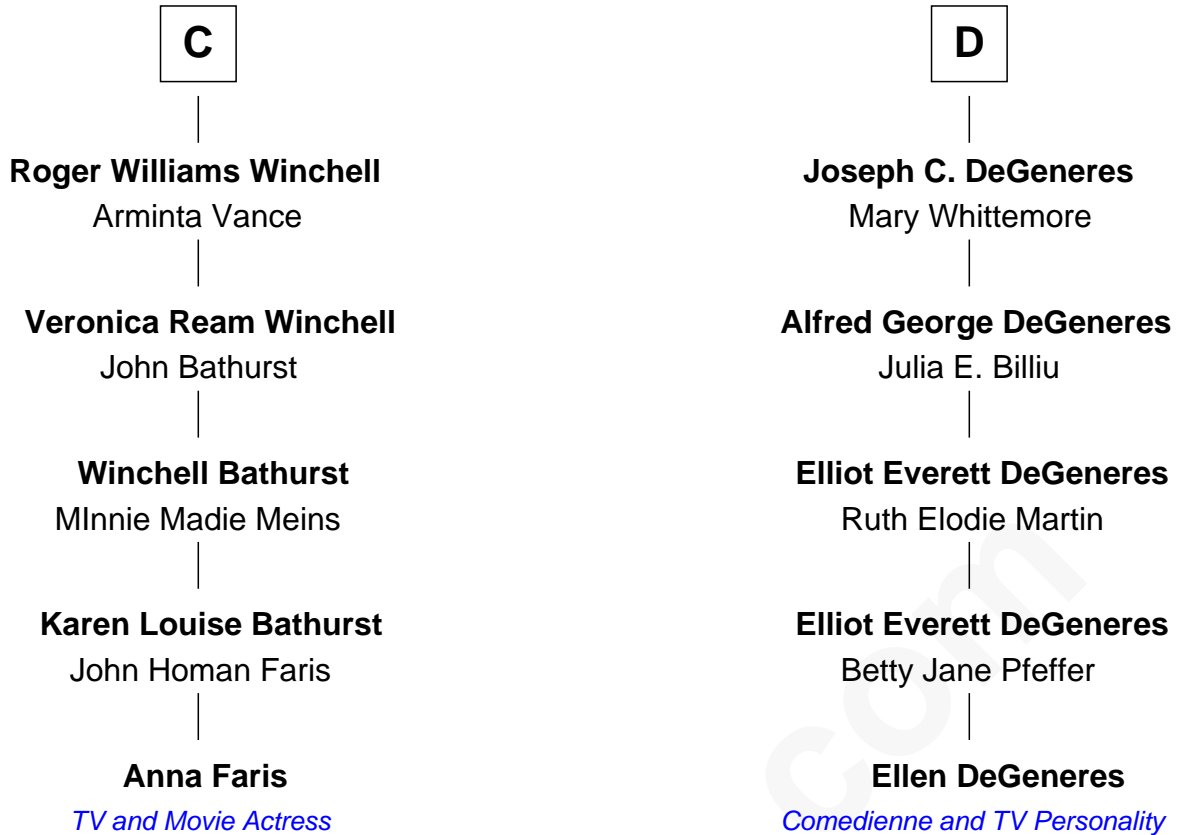 C
Roger Williams Winchell
Arminta Vance
Veronica Ream Winchell
John Bathurst
Winchell Bathurst
MInnie Madie Meins
Karen Louise Bathurst
John Homan Faris
Anna Faris
TV and Movie Actress
D
Joseph C. DeGeneres
Mary Whittemore
Alfred George DeGeneres
Julia E. Billiu
Elliot Everett DeGeneres
Ruth Elodie Martin
Elliot Everett DeGeneres
Betty Jane Pfeffer
Ellen DeGeneres
Comedienne and TV Personality
com